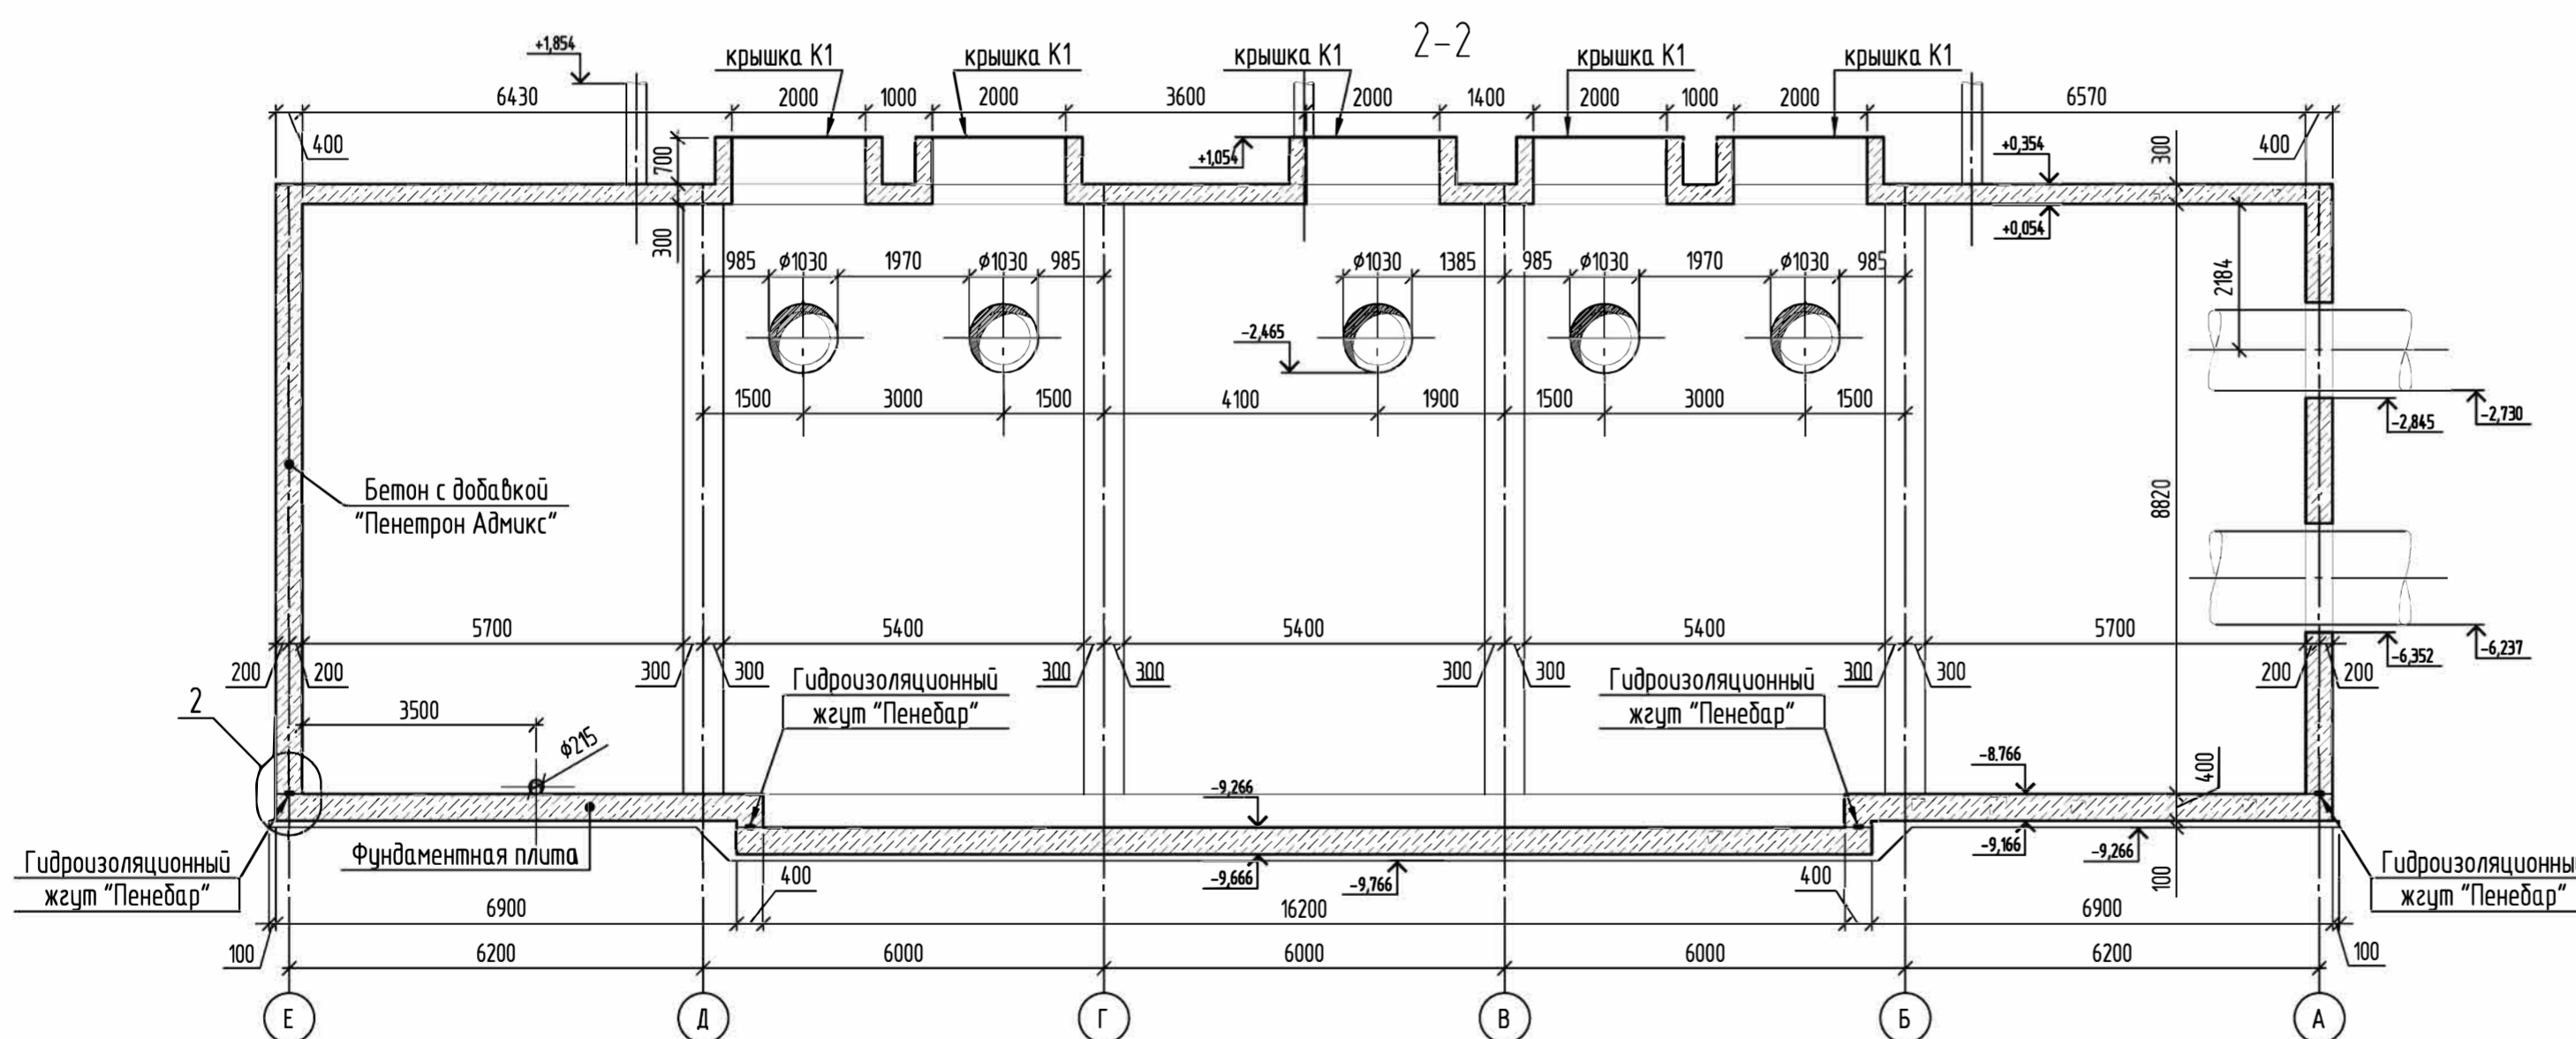 2-2
+1,854
крышка К1
крышка К1
крышка К1
крышка К1
крышка К1
6430
2000
1000
2000
3600
2000
1400
2000
1000
2000
6570
400
700
+1,054
+0,354
300
400
300
+0,054
985
ϕ1030
1970
ϕ1030
985
ϕ1030
1385
985
ϕ1030
1970
ϕ1030
985
2184
-2,465
1500
3000
1500
4100
1900
1500
3000
1500
-2,845
-2,730
Бетон с добавкой
"Пенетрон Адмикс"
8820
5700
5400
5400
5400
5700
200
200
300
300
300
300
300
300
300
300
200
200
-6,352
-6,237
2
3500
ϕ215
Гидроизоляционный
жгут "Пенебар"
Гидроизоляционный
жгут "Пенебар"
-9,266
-8.766
400
Гидроизоляционный
жгут "Пенебар"
Фундаментная плита
400
-9,666
-9,766
400
-9,166
-9,266
100
Гидроизоляционны
жгут "Пенебар"
6900
16200
6900
100
6200
6000
6000
6000
6200
100
Е
Д
Г
В
Б
А